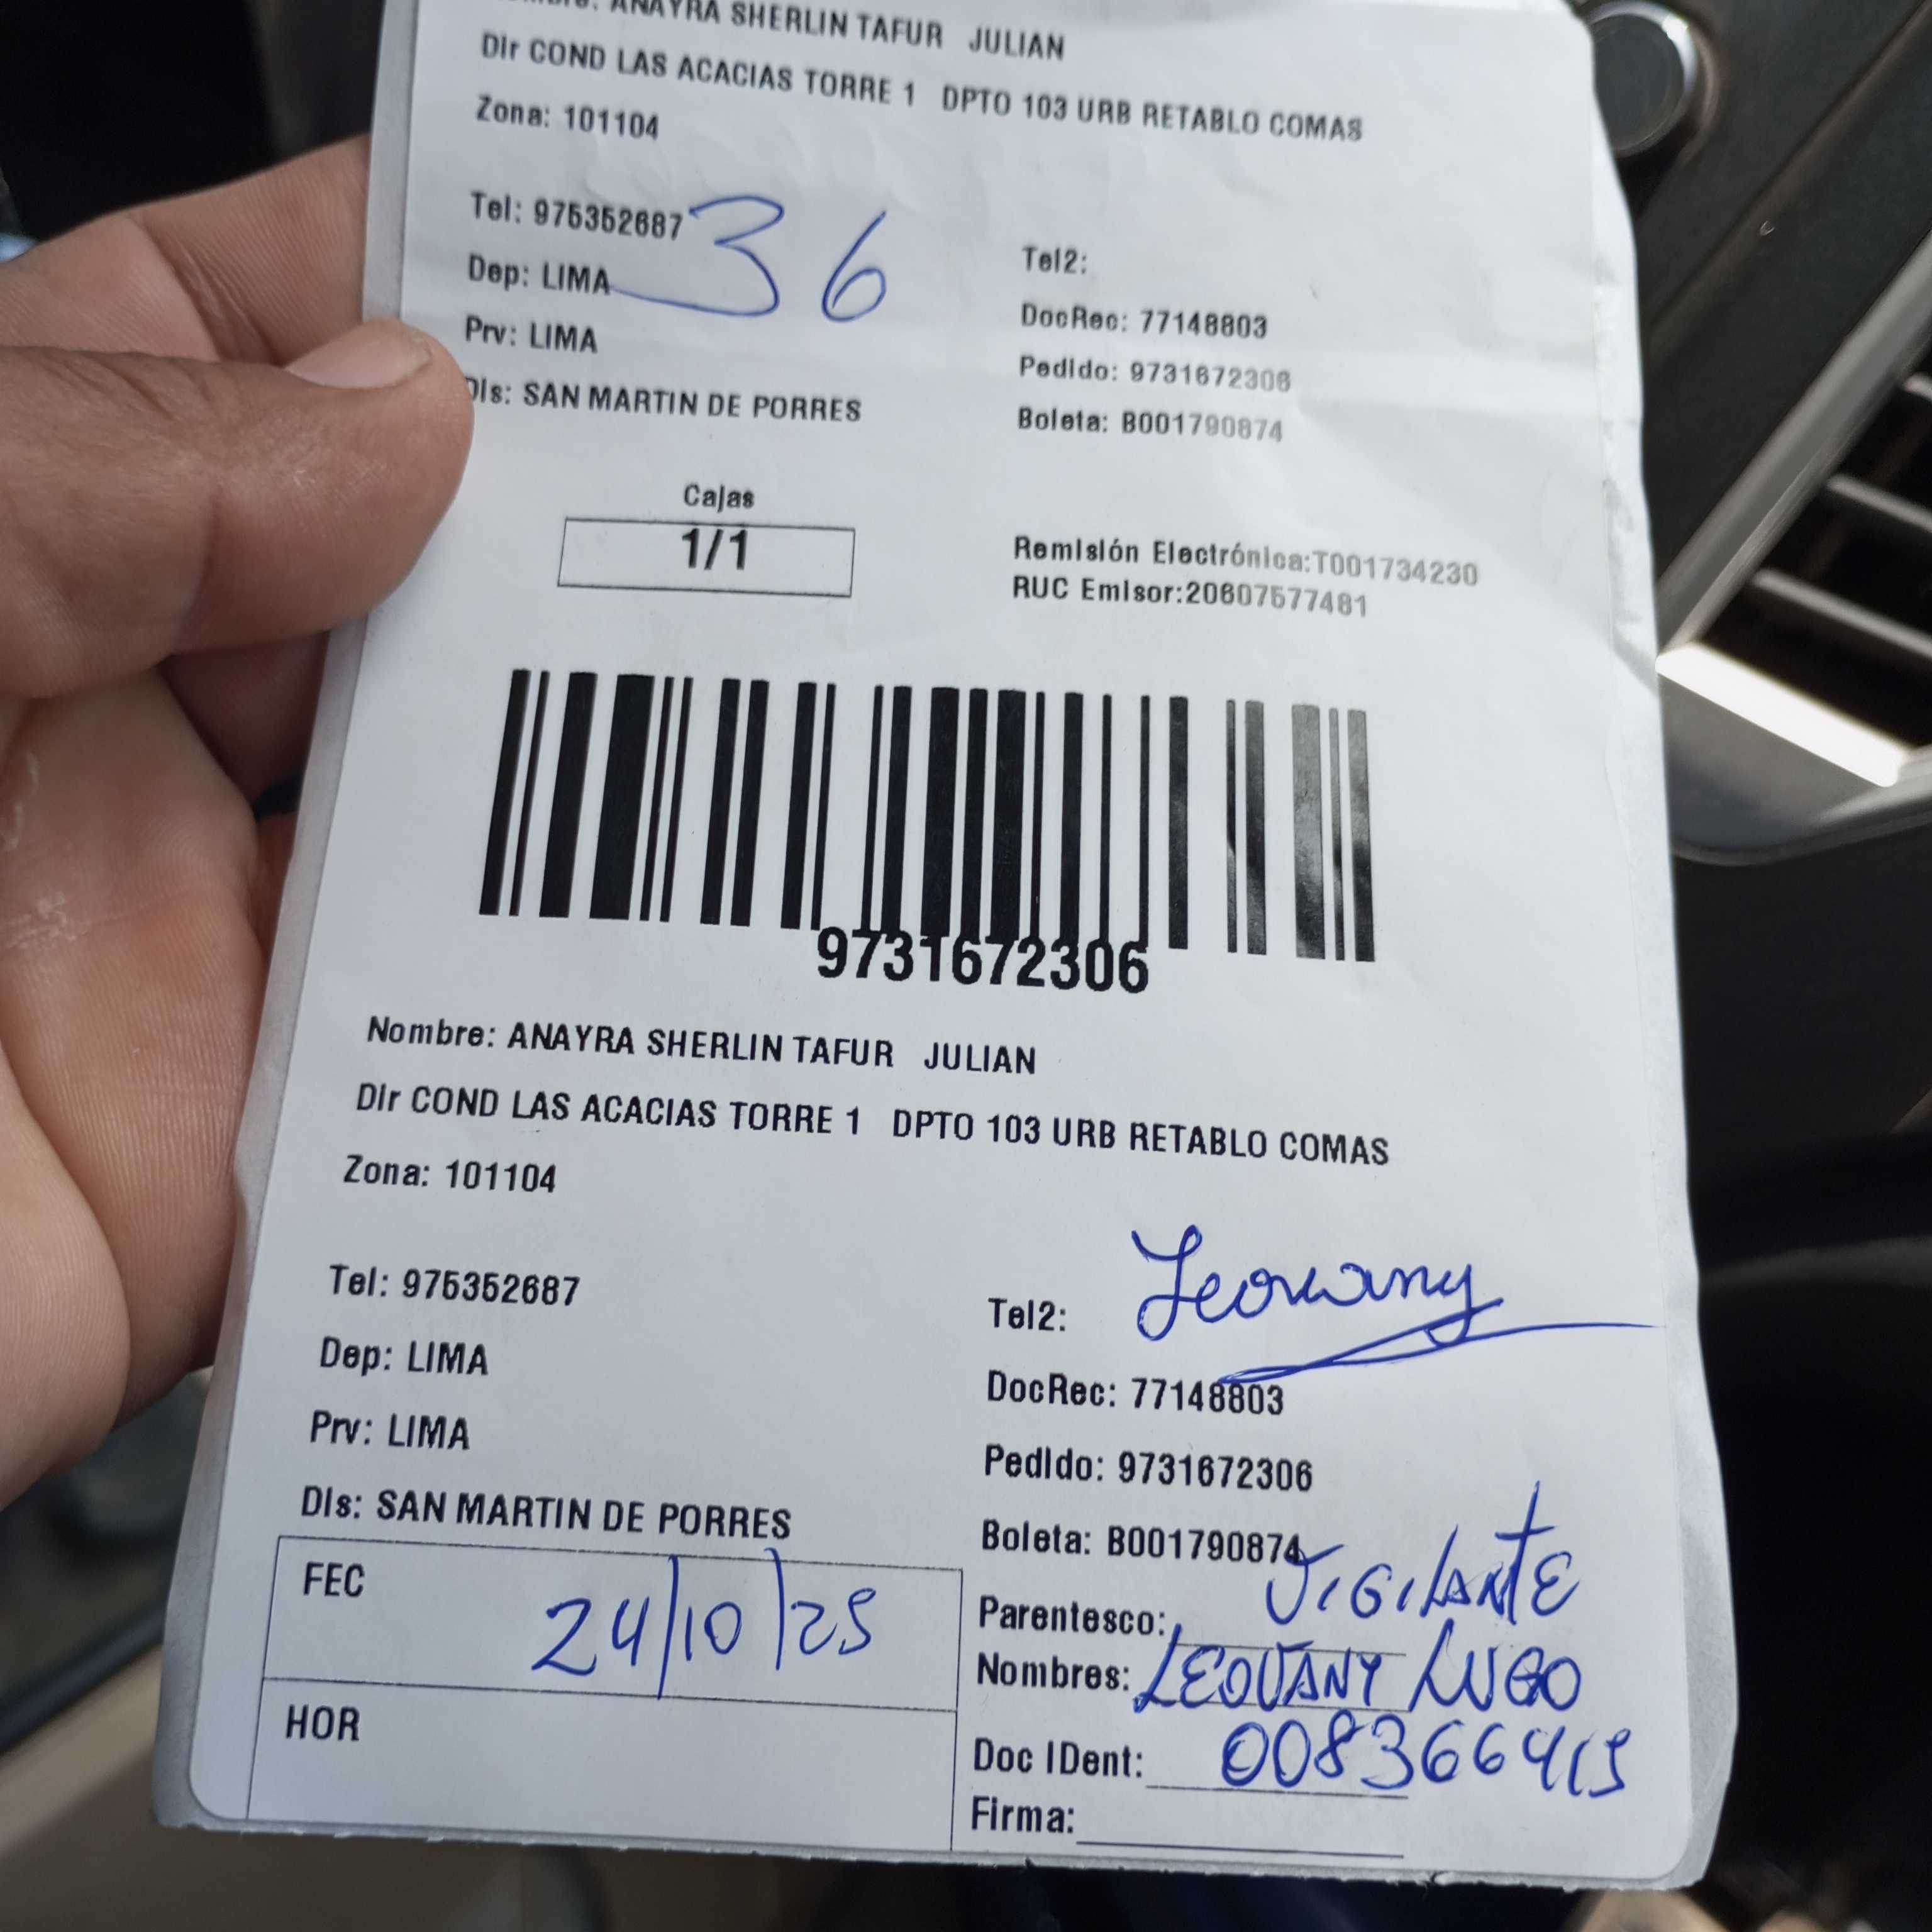 ANAYRA SHERLIN TAFUR JULIAN
Dir COND LAS ACACIAS TORRE 1 DPTO 103 URB RETABLO COMAS
Zona: 101104
Tel: 975352687
36
Tel2:
Dep: LIMA
DocRec: 77148803
Prv: LIMA
Pedido: 9731672306
Dis: SAN MARTIN DE PORRES
Boleta: B001790874
Cajas
1/1
Remisión Electrónica:T001734230
RUC Emisor:20607577481
9731672306
Nombre: ANAYRA SHERLIN TAFUR JULIAN
Dir COND LAS ACACIAS TORRE 1 DPTO 103 URB RETABLO COMAS
Zona: 101104
Tel: 975352687
Tel2: Leovany
Dep: LIMA
DocRec: 77148803
Prv: LIMA
Pedido: 9731672306
Dis: SAN MARTIN DE PORRES
Boleta: B001790874
FEC 24/10/25
Parentesco: VIGILANTE
Nombres: LEOVANY LUGO
HOR
Doc IDent: 008366415
Firma: